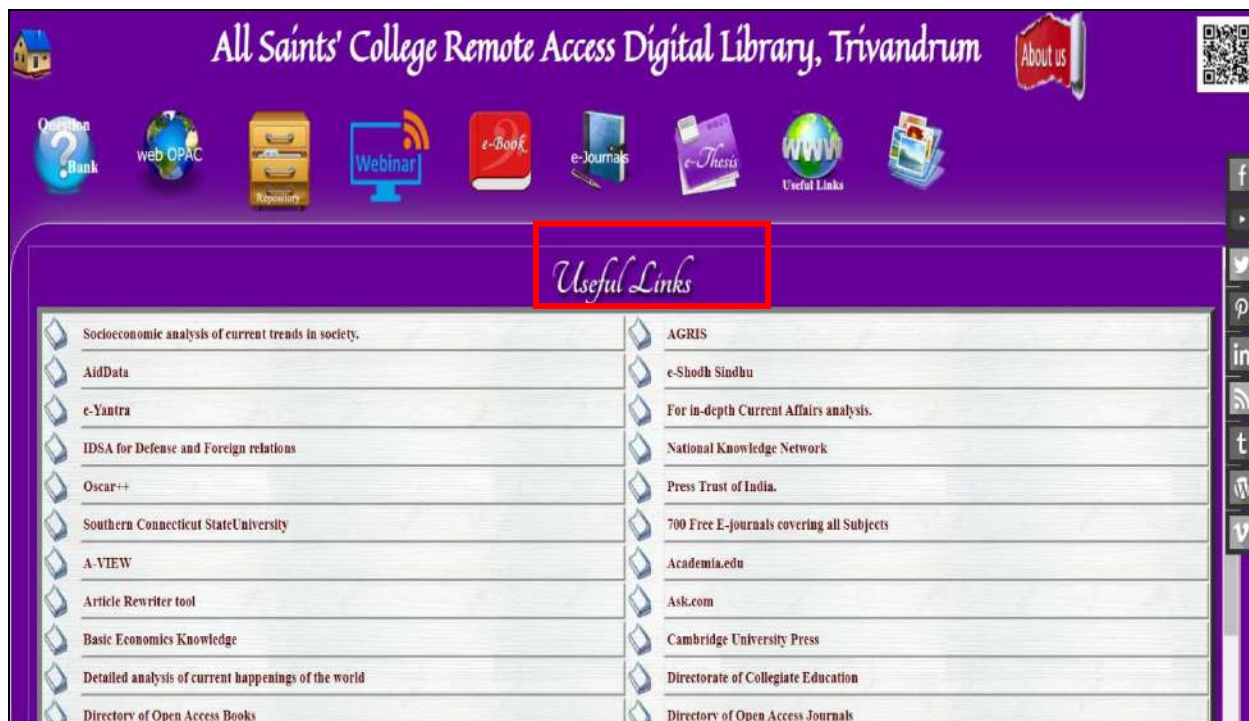 All Saints' College Remote Access Digital Library, Trivandrum
About us
Question
Bank
web OPAC
Repository
Webinar
e-Book
e-Journals
e-Thesis
WWW
Useful Links
Useful Links
Socioeconomic analysis of current trends in society.
AGRIS
AidData
e-Shodh Sindhu
e-Yantra
For in-depth Current Affairs analysis.
IDSA for Defense and Foreign relations
National Knowledge Network
Oscar++
Press Trust of India.
Southern Connecticut StateUniversity
700 Free E-journals covering all Subjects
A-VIEW
Academia.edu
Article Rewriter tool
Ask.com
Basic Economics Knowledge
Cambridge University Press
Detailed analysis of current happenings of the world
Directorate of Collegiate Education
Directory of Open Access Books
Directory of Open Access Journals